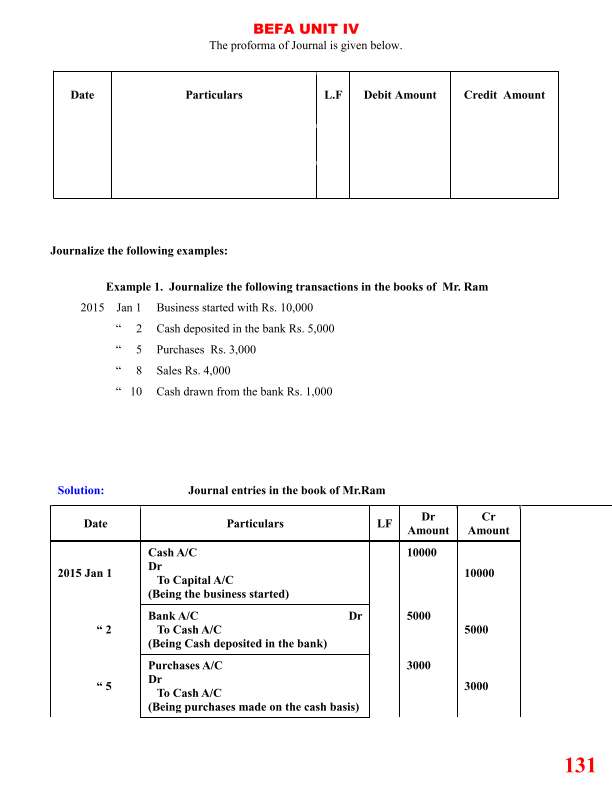 BEFA UNIT IV
The proforma of Journal is given below.
Date Particulars L.F Debit Amount Credit Amount
Journalize the following examples:
Example 1. Journalize the following transactions in the books of Mr. Ram
2015 Jan 1 Business started with Rs. 10,000
“ 2 Cash deposited in the bank Rs. 5,000
“ 5 Purchases Rs. 3,000
“ 8 Sales Rs. 4,000
“ 10 Cash drawn from the bank Rs. 1,000
Solution: Journal entries in the book of Mr.Ram
Date Particulars LF Dr Amount Cr Amount
Cash A/C 10000
Dr
2015 Jan 1 To Capital A/C 10000
(Being the business started)
Bank A/C Dr 5000
“ 2 To Cash A/C 5000
(Being Cash deposited in the bank)
Purchases A/C 3000
Dr
“ 5 To Cash A/C 3000
(Being purchases made on the cash basis)
131